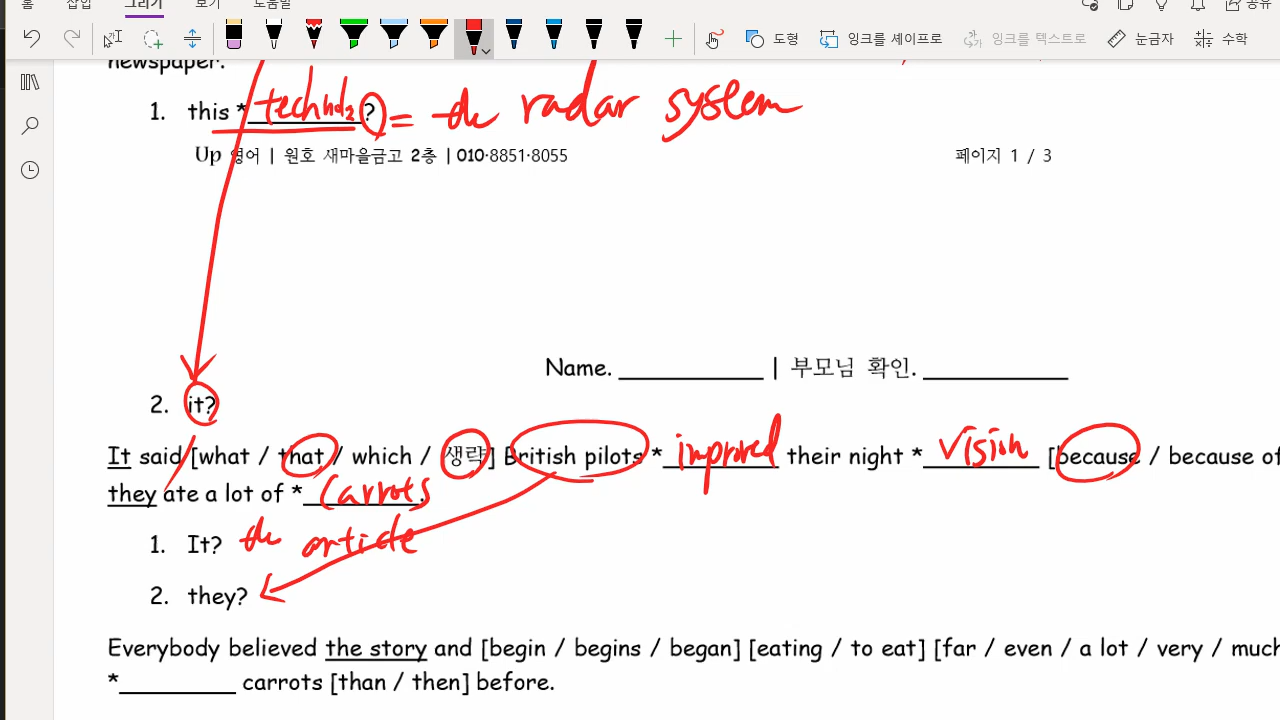 홈 삽입 그리기 보기 도움말 공유
도형 잉크를 셰이프로 잉크를 텍스트로 눈금자 수학
newspaper.
1. this * ? = the radar system
Up 영어 | 원호 새마을금고 2층 | 010·8851·8055 페이지 1 / 3
Name. __________ | 부모님 확인. __________
2. it?
It said [what / that / which / 생략] British pilots * improved their night * vision [because / because of
they ate a lot of * carrots.
1. It? the article
2. they?
Everybody believed the story and [begin / begins / began] [eating / to eat] [far / even / a lot / very / much
*__________ carrots [than / then] before.